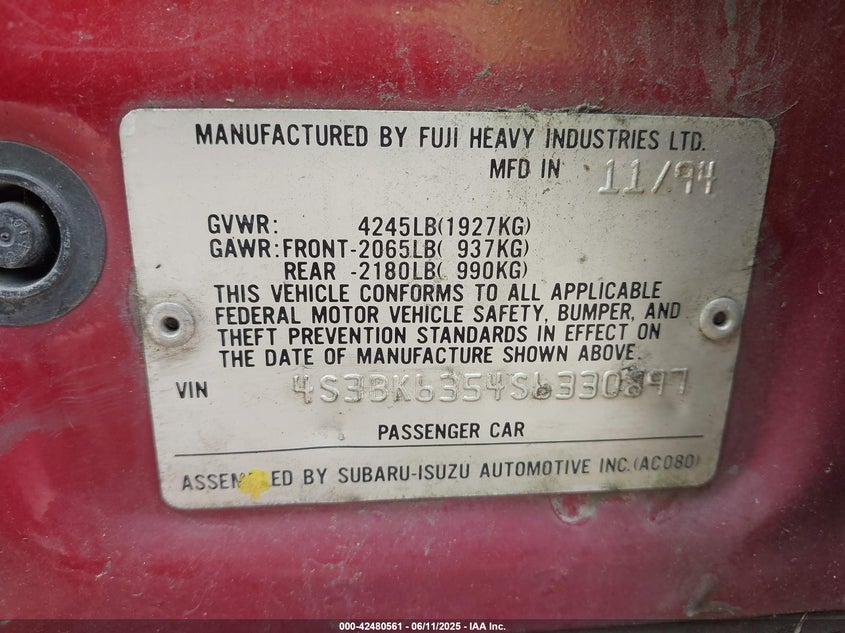 MANUFACTURED BY FUJI HEAVY INDUSTRIES LTD.
MFD IN 11/94
GVWR: 4245LB(1927KG)
GAWR:FRONT-2065LB( 937KG)
REAR -2180LB( 990KG)
THIS VEHICLE CONFORMS TO ALL APPLICABLE
FEDERAL MOTOR VEHICLE SAFETY, BUMPER, AND
THEFT PREVENTION STANDARDS IN EFFECT ON
THE DATE OF MANUFACTURE SHOWN ABOVE.
VIN 4S3BK6354S6330897
PASSENGER CAR
ASSEMBLED BY SUBARU-ISUZU AUTOMOTIVE INC.(AC080)
000-42480561 - 06/11/2025 - IAA Inc.